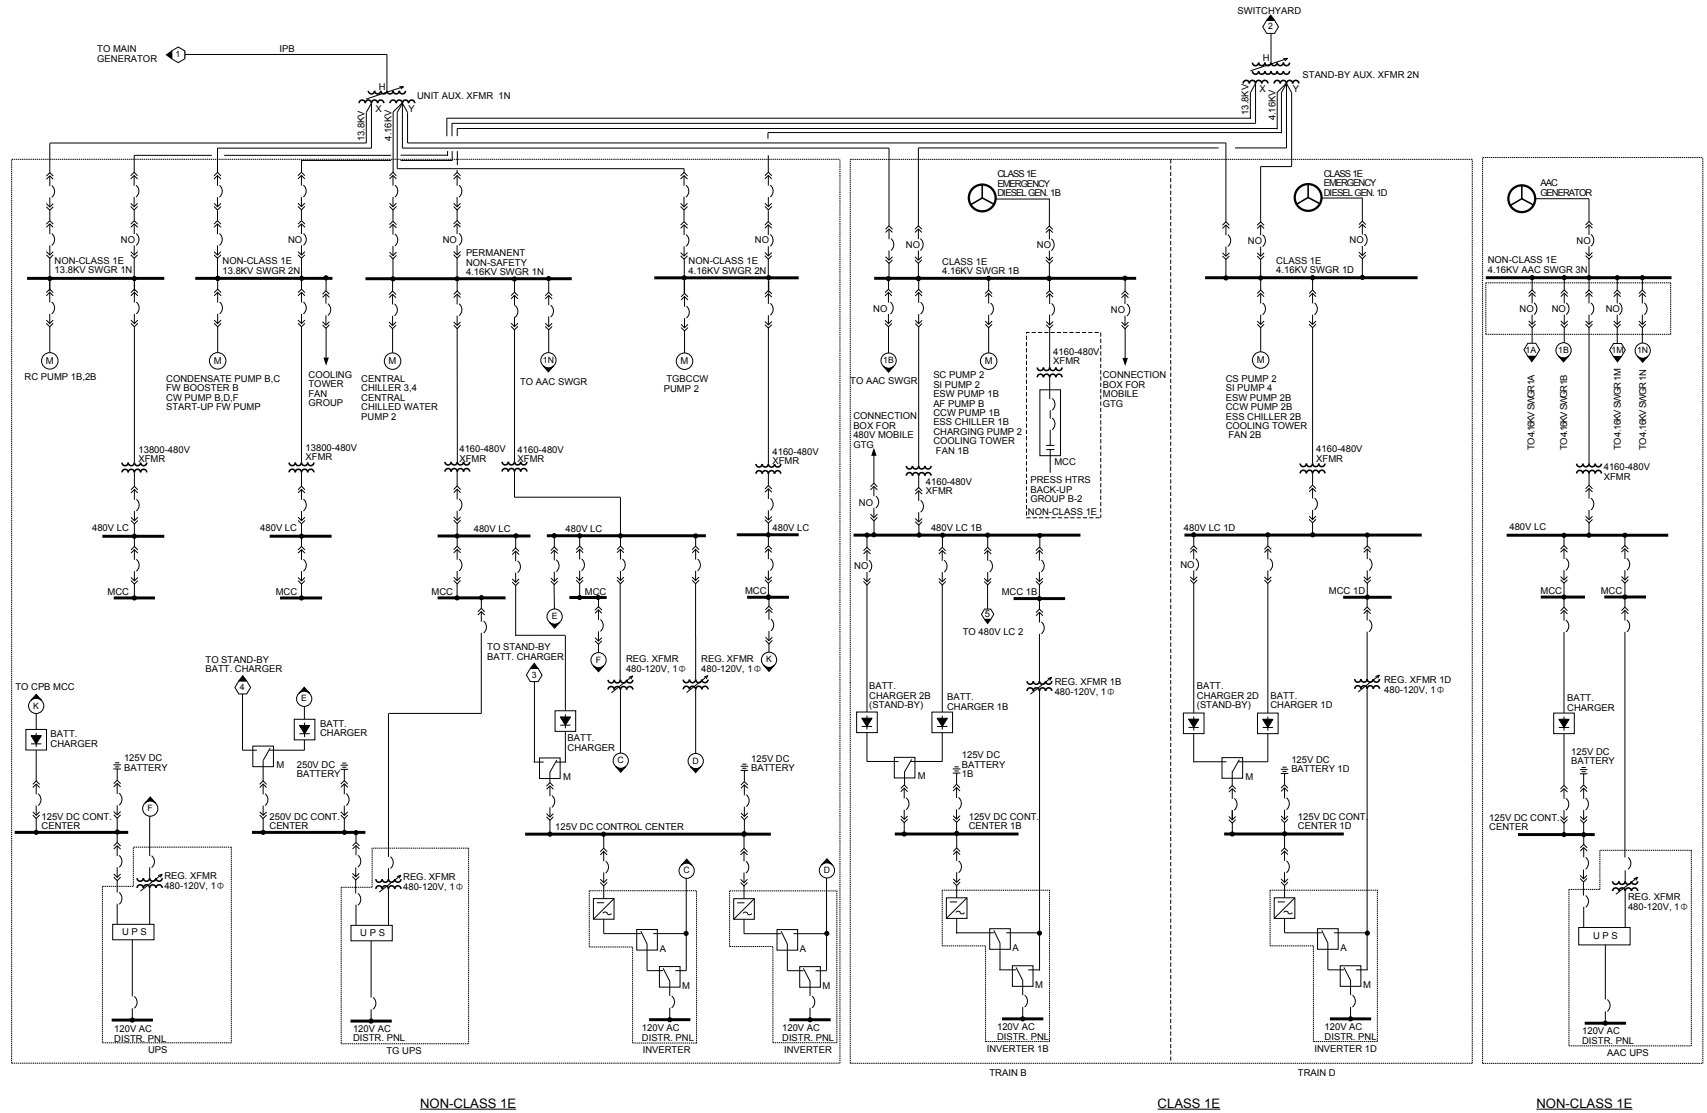 SWITCHYARD
2
TO MAIN
GENERATOR
1
IPB
H
UNIT AUX. XFMR 1N
X
Y
13.8KV
4.16KV
H
STAND-BY AUX. XFMR 2N
X
Y
13.8KV
4.16KV
NO
NON-CLASS 1E
13.8KV SWGR 1N
M
RC PUMP 1B,2B
13800-480V
XFMR
480V LC
MCC
NO
NON-CLASS 1E
13.8KV SWGR 2N
M
CONDENSATE PUMP B,C
FW BOOSTER B
CW PUMP B,D,F
START-UP FW PUMP
COOLING
TOWER
FAN
GROUP
13800-480V
XFMR
480V LC
MCC
NO
PERMANENT
NON-SAFETY
4.16KV SWGR 1N
M
CENTRAL
CHILLER 3,4
CENTRAL
CHILLED WATER
PUMP 2
1N
TO AAC SWGR
4160-480V
XFMR
4160-480V
XFMR
480V LC
480V LC
MCC
MCC
E
F
REG. XFMR
480-120V, 1Φ
REG. XFMR
480-120V, 1Φ
C
D
NO
NON-CLASS 1E
4.16KV SWGR 2N
M
TGBCCW
PUMP 2
4160-480V
XFMR
480V LC
MCC
K
TO CPB MCC
K
BATT.
CHARGER
125V DC
BATTERY
125V DC CONT.
CENTER
F
REG. XFMR
480-120V, 1Φ
U P S
120V AC
DISTR. PNL
UPS
TO STAND-BY
BATT. CHARGER
4
E
BATT.
CHARGER
M
250V DC
BATTERY
250V DC CONT.
CENTER
REG. XFMR
480-120V, 1Φ
U P S
120V AC
DISTR. PNL
TG UPS
TO STAND-BY
BATT. CHARGER
3
BATT.
CHARGER
M
125V DC
BATTERY
125V DC CONTROL CENTER
C
A
M
120V AC
DISTR. PNL
INVERTER
D
A
M
120V AC
DISTR. PNL
INVERTER
NON-CLASS 1E
CLASS 1E
EMERGENCY
DIESEL GEN. 1B
NO
NO
CLASS 1E
4.16KV SWGR 1B
NO
1B
TO AAC SWGR
M
SC PUMP 2
SI PUMP 2
ESW PUMP 1B
AF PUMP B
CCW PUMP 1B
ESS CHILLER 1B
CHARGING PUMP 2
COOLING TOWER
FAN 1B
NO
4160-480V
XFMR
MCC
PRESS HTRS
BACK-UP
GROUP B-2
NON-CLASS 1E
NO
CONNECTION
BOX FOR
MOBILE
GTG
CONNECTION
BOX FOR
480V MOBILE
GTG
NO
4160-480V
XFMR
480V LC 1B
NO
5
TO 480V LC 2
MCC 1B
REG. XFMR 1B
480-120V, 1Φ
BATT.
CHARGER 2B
(STAND-BY)
BATT.
CHARGER 1B
M
125V DC
BATTERY
1B
125V DC CONT.
CENTER 1B
A
M
120V AC
DISTR. PNL
INVERTER 1B
TRAIN B
CLASS 1E
EMERGENCY
DIESEL GEN. 1D
NO
NO
CLASS 1E
4.16KV SWGR 1D
M
CS PUMP 2
SI PUMP 4
ESW PUMP 2B
CCW PUMP 2B
ESS CHILLER 2B
COOLING TOWER
FAN 2B
4160-480V
XFMR
480V LC 1D
NO
MCC 1D
REG. XFMR 1D
480-120V, 1Φ
BATT.
CHARGER 2D
(STAND-BY)
BATT.
CHARGER 1D
M
125V DC
BATTERY 1D
125V DC CONT.
CENTER 1D
A
M
120V AC
DISTR. PNL
INVERTER 1D
TRAIN D
CLASS 1E
AAC
GENERATOR
NO
NON-CLASS 1E
4.16KV AAC SWGR 3N
NO
NO
NO
NO
1A
1B
1M
1N
TO 4.16KV SWGR 1A
TO 4.16KV SWGR 1B
TO 4.16KV SWGR 1M
TO 4.16KV SWGR 1N
4160-480V
XFMR
480V LC
MCC
MCC
BATT.
CHARGER
125V DC
BATTERY
125V DC CONT.
CENTER
REG. XFMR
480-120V, 1Φ
U P S
120V AC
DISTR. PNL
AAC UPS
NON-CLASS 1E